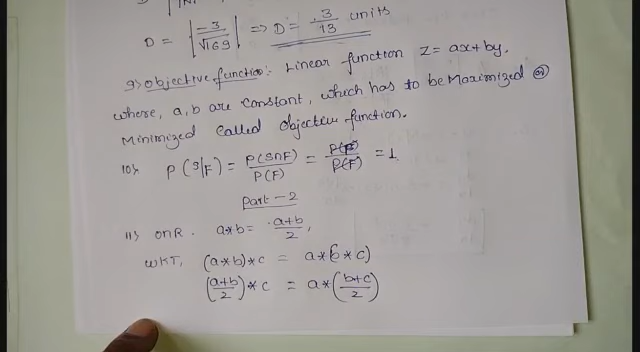 D = |-3/√169| => D = 3/13 units
9> objective function:- Linear function Z = ax+by.
where, a, b are constant, which has to be Maximized or
Minimized called Objective function.
10> P(S/F) = P(S∩F)/P(F) = P(F)/P(F) = 1
Part-2
11> on R. a*b = a+b/2,
WKT, (a*b)*c = a*(b*c)
(a+b/2)*c = a*(b+c/2)